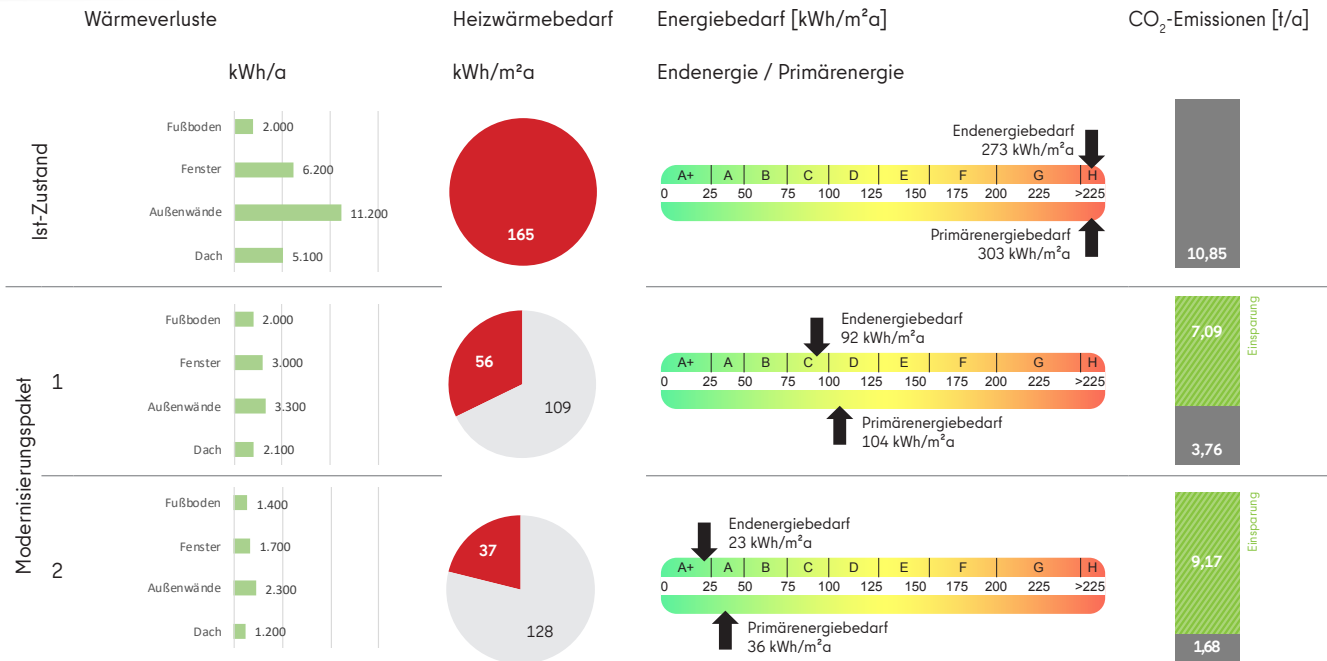 Wärmeverluste
Heizwärmebedarf
Energiebedarf [kWh/m²a]
CO₂-Emissionen [t/a]
kWh/a
kWh/m²a
Endenergie / Primärenergie
Ist-Zustand
Fußboden 2.000
Fenster 6.200
Außenwände 11.200
Dach 5.100
165
Endenergiebedarf
273 kWh/m²a
A+ A B C D E F G H
0 25 50 75 100 125 150 175 200 225 >225
Primärenergiebedarf
303 kWh/m²a
10,85
Modernisierungspaket
1
Fußboden 2.000
Fenster 3.000
Außenwände 3.300
Dach 2.100
56
109
Endenergiebedarf
92 kWh/m²a
A+ A B C D E F G H
0 25 50 75 100 125 150 175 200 225 >225
Primärenergiebedarf
104 kWh/m²a
7,09
Einsparung
3,76
2
Fußboden 1.400
Fenster 1.700
Außenwände 2.300
Dach 1.200
37
128
Endenergiebedarf
23 kWh/m²a
A+ A B C D E F G H
0 25 50 75 100 125 150 175 200 225 >225
Primärenergiebedarf
36 kWh/m²a
9,17
Einsparung
1,68